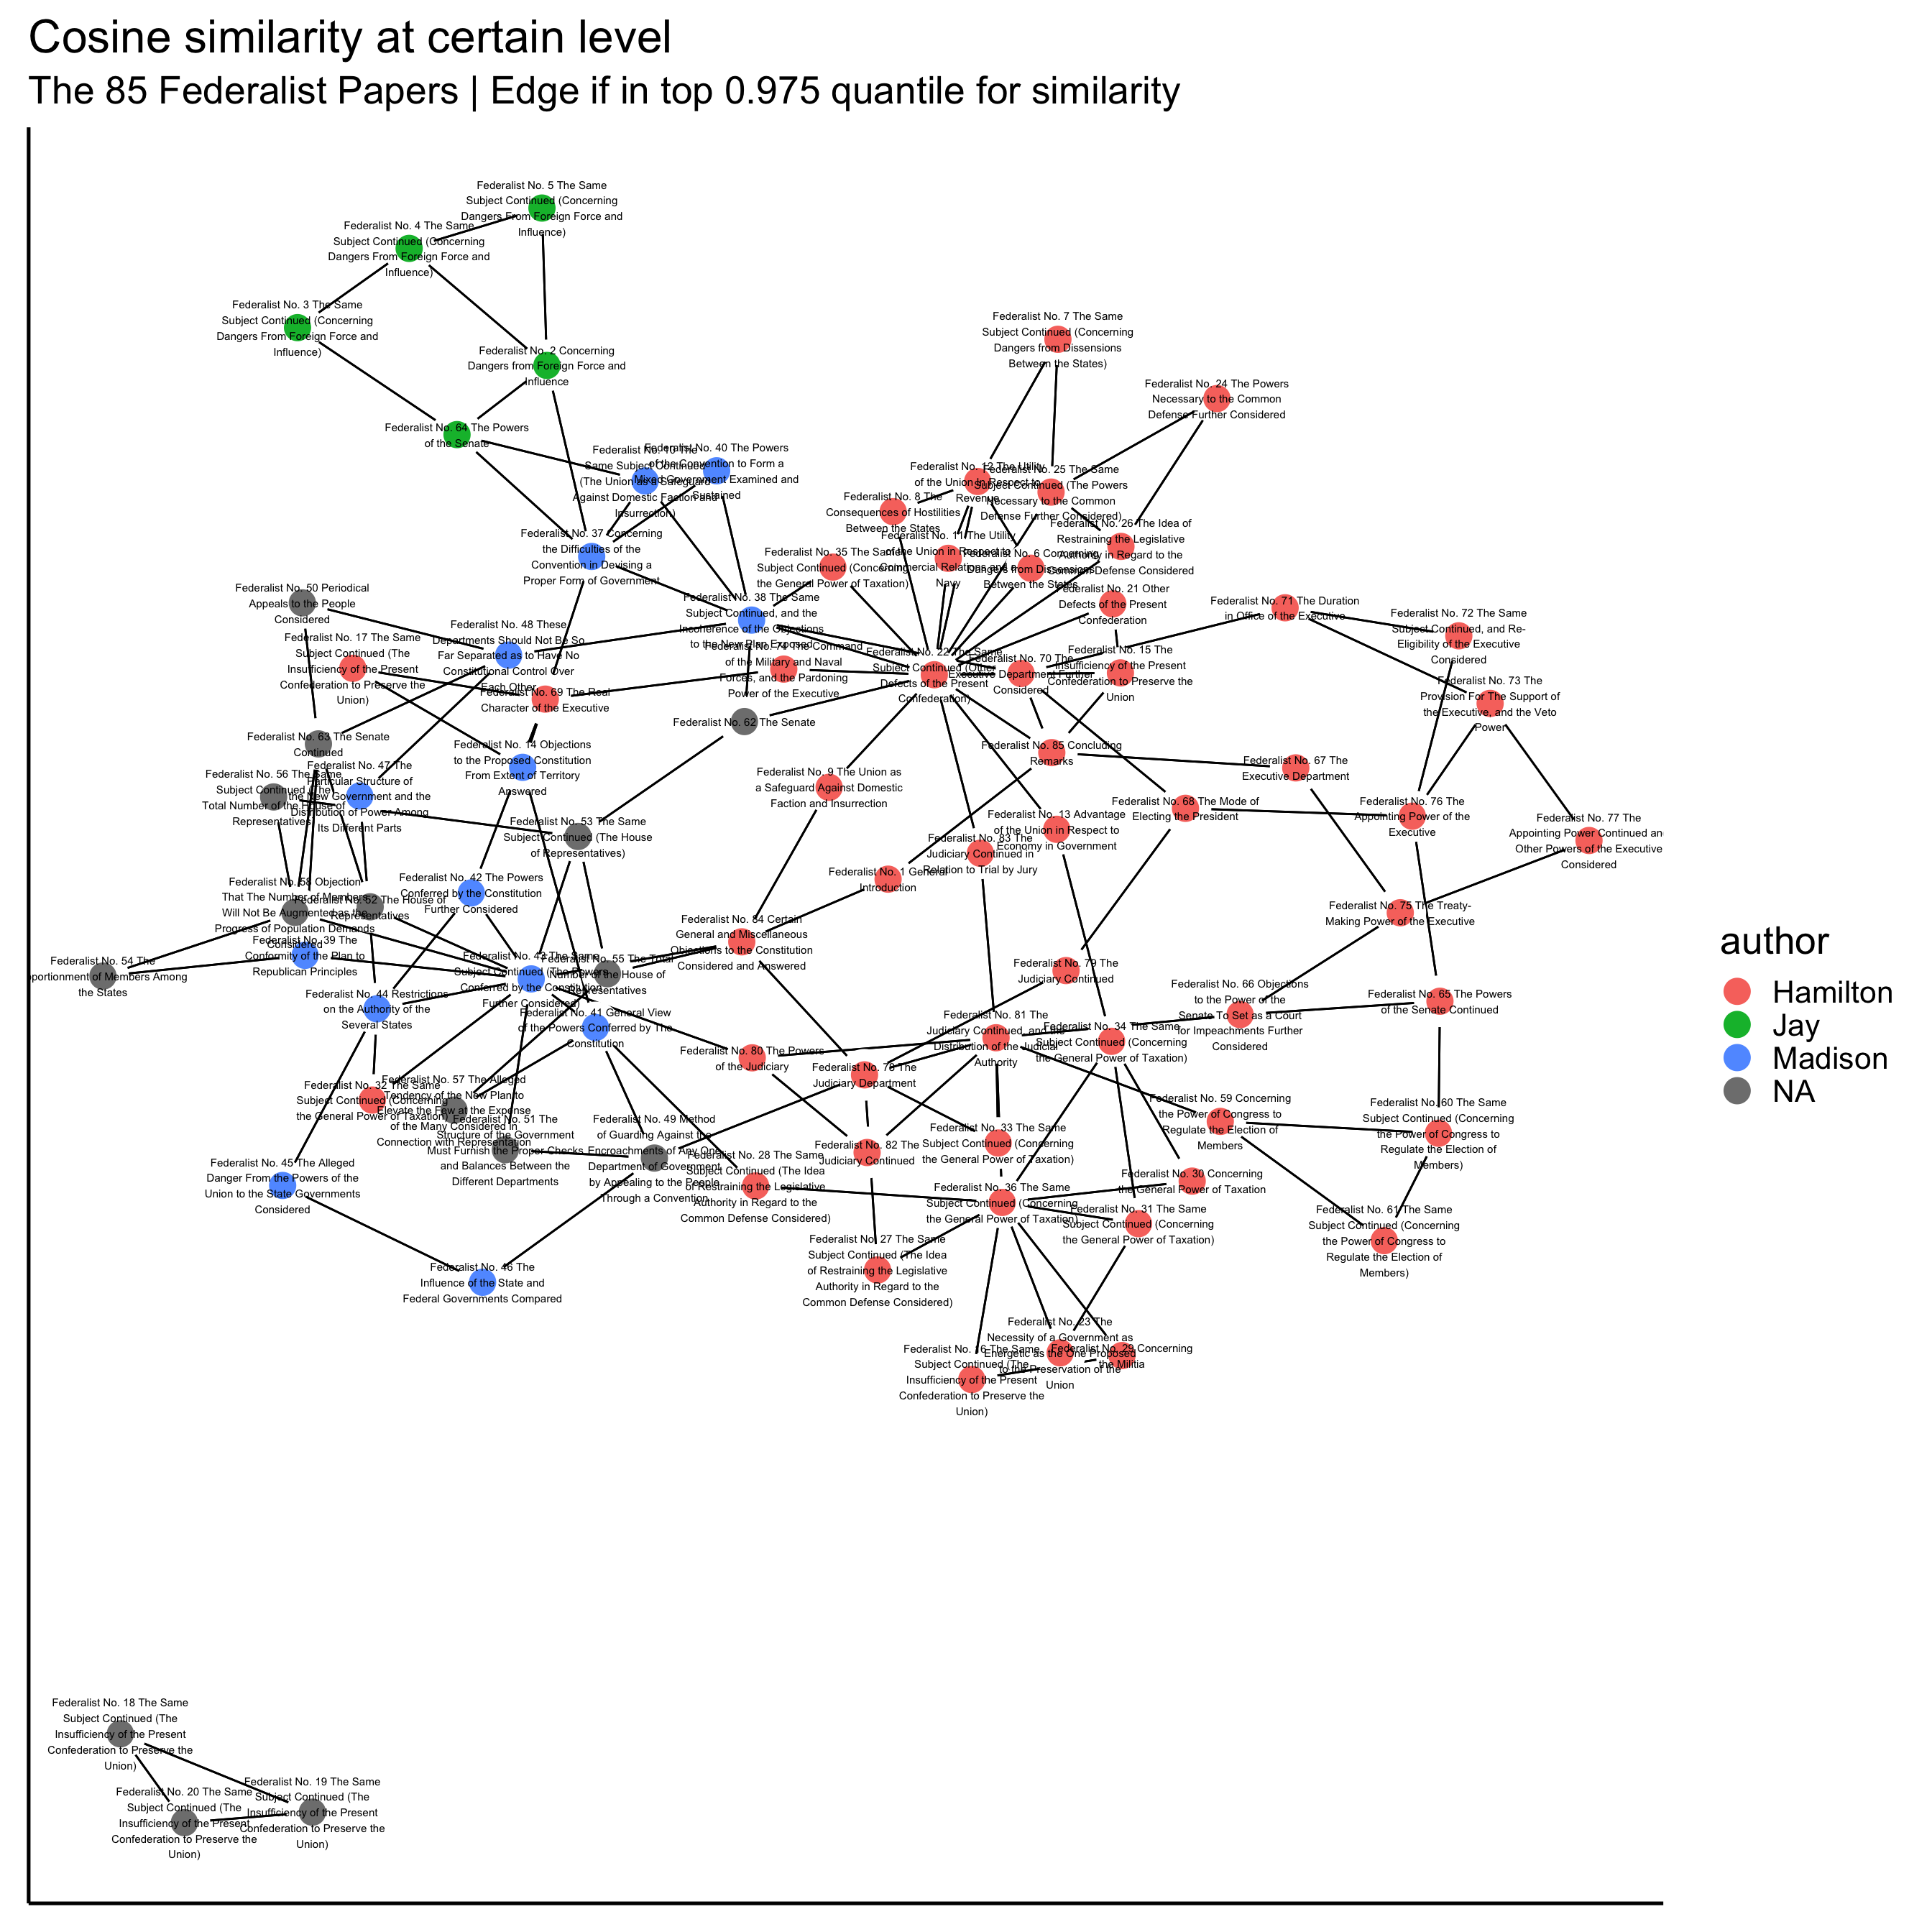 Cosine similarity at certain level
The 85 Federalist Papers | Edge if in top 0.975 quantile for similarity
Federalist No. 5 The Same
Subject Continued (Concerning
Dangers From Foreign Force and
Influence)
Federalist No. 4 The Same
Subject Continued (Concerning
Dangers From Foreign Force and
Influence)
Federalist No. 3 The Same
Subject Continued (Concerning
Dangers From Foreign Force and
Influence)
Federalist No. 2 Concerning
Dangers from Foreign Force and
Influence
Federalist No. 64 The Powers
of the Senate
Federalist No. 7 The Same
Subject Continued (Concerning
Dangers from Dissensions
Between the States)
Federalist No. 24 The Powers
Necessary to the Common
Defense Further Considered
Federalist No. 10 The
Same Subject Continued
(The Union as a Safeguard
Against Domestic Faction and
Insurrection)
Federalist No. 40 The Powers
of the Convention to Form a
Mixed Government Examined and
Sustained
Federalist No. 12 The Utility
of the Union In Respect to
Revenue
Federalist No. 25 The Same
Subject Continued (The Powers
Necessary to the Common
Defense Further Considered)
Federalist No. 8 The
Consequences of Hostilities
Between the States
Federalist No. 37 Concerning
the Difficulties of the
Convention in Devising a
Proper Form of Government
Federalist No. 35 The Same
Subject Continued (Concerning
the General Power of Taxation)
Federalist No. 11 The Utility
of the Union in Respect to
Commercial Relations and a
Navy
Federalist No. 6 Concerning
Dangers from Dissensions
Between the States
Federalist No. 26 The Idea of
Restraining the Legislative
Authority in Regard to the
Common Defense Considered
Federalist No. 50 Periodical
Appeals to the People
Considered
Federalist No. 38 The Same
Subject Continued, and the
Incoherence of the Objections
to the New Plan Exposed
Federalist No. 21 Other
Defects of the Present
Confederation
Federalist No. 71 The Duration
in Office of the Executive
Federalist No. 72 The Same
Subject Continued, and Re-
Eligibility of the Executive
Considered
Federalist No. 17 The Same
Subject Continued (The
Insufficiency of the Present
Confederation to Preserve the
Union)
Federalist No. 48 These
Departments Should Not Be So
Far Separated as to Have No
Constitutional Control Over
Each Other
Federalist No. 74 The Command
of the Military and Naval
Forces, and the Pardoning
Power of the Executive
Federalist No. 22 The Same
Subject Continued (Other
Defects of the Present
Confederation)
Federalist No. 70
Executive Department Further
Considered
Federalist No. 15 The
Insufficiency of the Present
Confederation to Preserve the
Union
Federalist No. 73 The
Provision For The Support of
the Executive, and the Veto
Power
Federalist No. 69 The Real
Character of the Executive
Federalist No. 62 The Senate
Federalist No. 63 The Senate
Continued
Federalist No. 14 Objections
to the Proposed Constitution
From Extent of Territory
Answered
Federalist No. 85 Concluding
Remarks
Federalist No. 67 The
Executive Department
Federalist No. 56 The Same
Subject Continued (The
Total Number of the House of
Representatives)
Federalist No. 47 The
Particular Structure of
the New Government and the
Distribution of Power Among
Its Different Parts
Federalist No. 9 The Union as
a Safeguard Against Domestic
Faction and Insurrection
Federalist No. 68 The Mode of
Electing the President
Federalist No. 76 The
Appointing Power of the
Executive
Federalist No. 77 The
Appointing Power Continued an
Other Powers of the Executive
Considered
Federalist No. 53 The Same
Subject Continued (The House
of Representatives)
Federalist No. 13 Advantage
of the Union in Respect to
Economy in Government
Federalist No. 83 The
Judiciary Continued in
Relation to Trial by Jury
Federalist No. 1 General
Introduction
Federalist No. 58 Objection
That The Number of Members
Will Not Be Augmented as the
Progress of Population Demands
Considered
Federalist No. 52 The House of
Representatives
Federalist No. 42 The Powers
Conferred by the Constitution
Further Considered
Federalist No. 75 The Treaty-
Making Power of the Executive
Federalist No. 84 Certain
General and Miscellaneous
Objections to the Constitution
Considered and Answered
Federalist No. 39 The
Conformity of the Plan to
Republican Principles
Federalist No. 54 The
portionment of Members Among
the States
Federalist No. 43 The Same
Subject Continued (The Powers
Conferred by the Constitution
Further Considered)
Federalist No. 55 The Total
Number of the House of
Representatives
Federalist No. 79 The
Judiciary Continued
Federalist No. 44 Restrictions
on the Authority of the
Several States
Federalist No. 41 General View
of the Powers Conferred by The
Constitution
Federalist No. 66 Objections
to the Power of the
Senate To Set as a Court
for Impeachments Further
Considered
Federalist No. 65 The Powers
of the Senate Continued
Federalist No. 81 The
Judiciary Continued, and the
Distribution of the Judicial
Authority
Federalist No. 34 The Same
Subject Continued (Concerning
the General Power of Taxation)
Federalist No. 80 The Powers
of the Judiciary
Federalist No. 78 The
Judiciary Department
Federalist No. 32 The Same
Subject Continued (Concerning
the General Power of Taxation)
Federalist No. 57 The Alleged
Tendency of the New Plan to
Elevate the Few at the Expense
of the Many Considered in
Connection with Representation
Federalist No. 51 The
Structure of the Government
Must Furnish the Proper Checks
and Balances Between the
Different Departments
Federalist No. 49 Method
of Guarding Against the
Encroachments of Any One
Department of Government
by Appealing to the People
Through a Convention
Federalist No. 59 Concerning
the Power of Congress to
Regulate the Election of
Members
Federalist No. 60 The Same
Subject Continued (Concerning
the Power of Congress to
Regulate the Election of
Members)
Federalist No. 33 The Same
Subject Continued (Concerning
the General Power of Taxation)
Federalist No. 82 The
Judiciary Continued
Federalist No. 45 The Alleged
Danger From the Powers of the
Union to the State Governments
Considered
Federalist No. 28 The Same
Subject Continued (The Idea
of Restraining the Legislative
Authority in Regard to the
Common Defense Considered)
Federalist No. 30 Concerning
the General Power of Taxation
Federalist No. 36 The Same
Subject Continued (Concerning
the General Power of Taxation)
Federalist No. 31 The Same
Subject Continued (Concerning
the General Power of Taxation)
Federalist No. 61 The Same
Subject Continued (Concerning
the Power of Congress to
Regulate the Election of
Members)
Federalist No. 27 The Same
Subject Continued (The Idea
of Restraining the Legislative
Authority in Regard to the
Common Defense Considered)
Federalist No. 46 The
Influence of the State and
Federal Governments Compared
Federalist No. 23 The
Necessity of a Government as
Energetic as the One Proposed
to the Preservation of the
Union
Federalist No. 29 Concerning
the Militia
Federalist No. 16 The Same
Subject Continued (The
Insufficiency of the Present
Confederation to Preserve the
Union)
Federalist No. 18 The Same
Subject Continued (The
Insufficiency of the Present
Confederation to Preserve the
Union)
Federalist No. 20 The Same
Subject Continued (The
Insufficiency of the Present
Confederation to Preserve the
Union)
Federalist No. 19 The Same
Subject Continued (The
Insufficiency of the Present
Confederation to Preserve the
Union)
author
Hamilton
Jay
Madison
NA